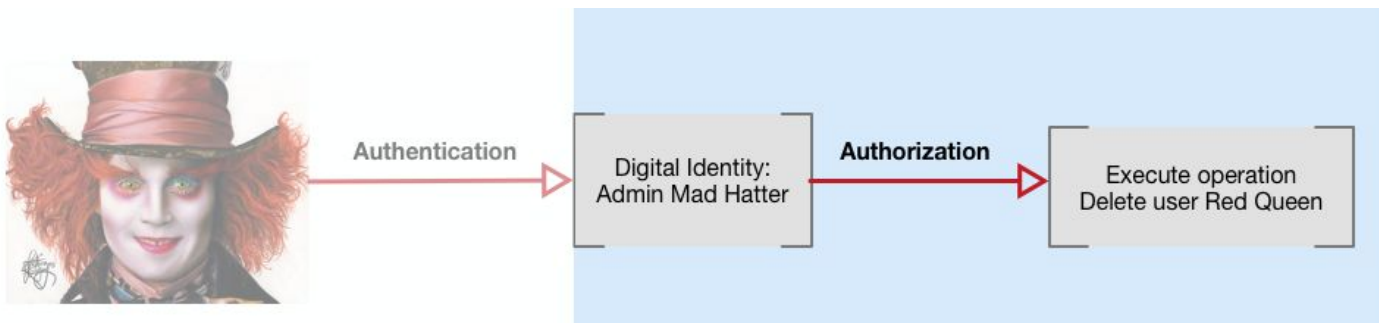 Authentication
Digital Identity:
Admin Mad Hatter
Authorization
Execute operation
Delete user Red Queen